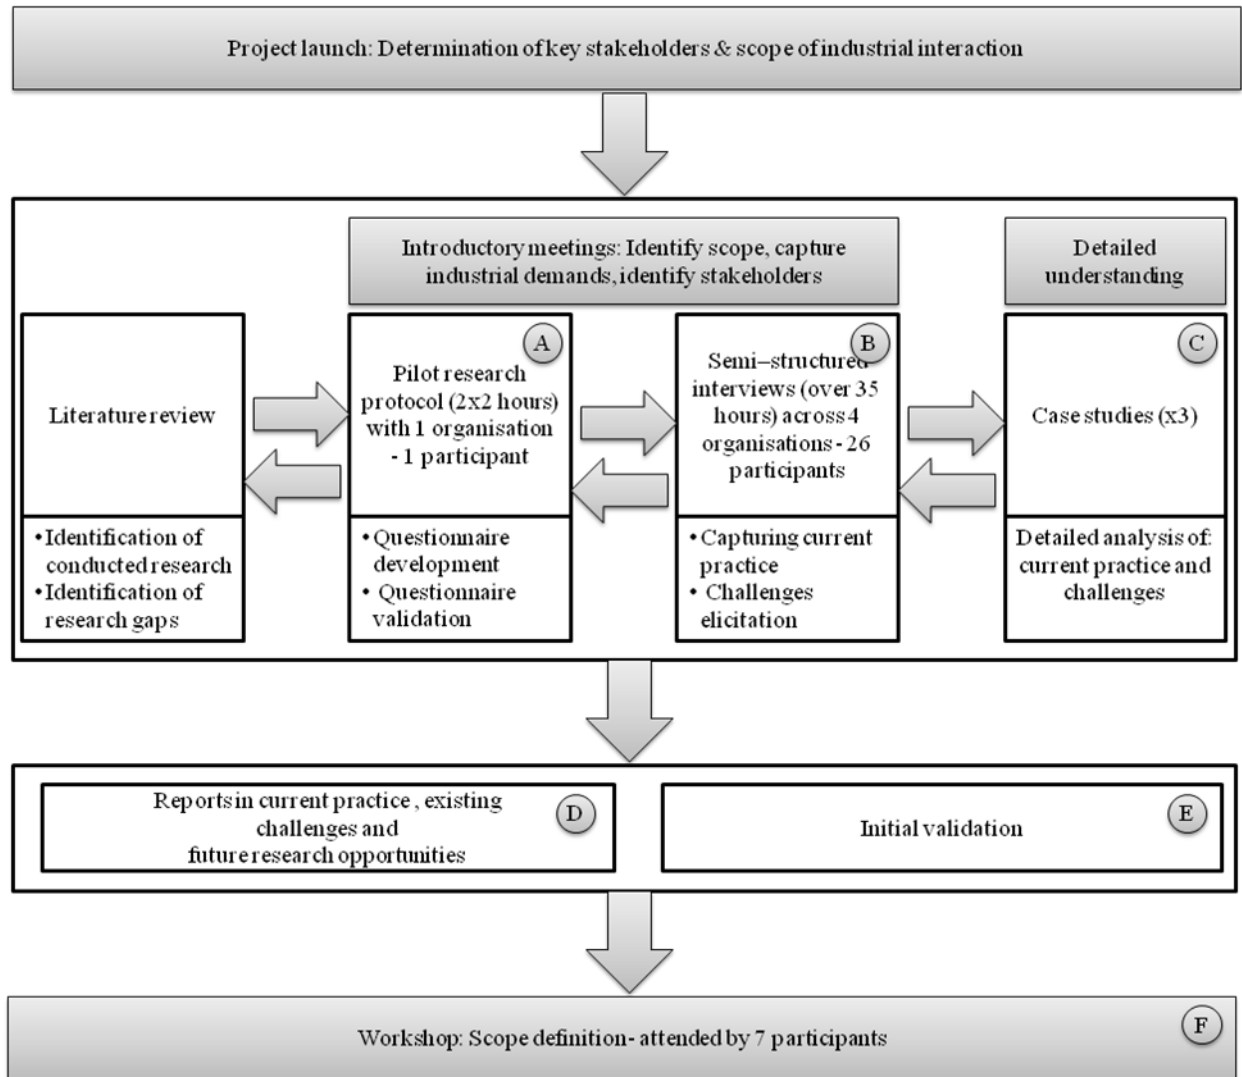 Project launch: Determination of key stakeholders & scope of industrial interaction
Introductory meetings: Identify scope, capture
industrial demands, identify stakeholders
Detailed
understanding
Literature review
• Identification of
conducted research
• Identification of
research gaps
A
Pilot research
protocol (2x2 hours)
with 1 organisation
- 1 participant
• Questionnaire
development
• Questionnaire
validation
B
Semi–structured
interviews (over 35
hours) across 4
organisations - 26
participants
• Capturing current
practice
• Challenges
elicitation
C
Case studies (x3)
Detailed analysis of:
current practice and
challenges
Reports in current practice , existing
challenges and
future research opportunities
D
Initial validation
E
Workshop: Scope definition- attended by 7 participants
F